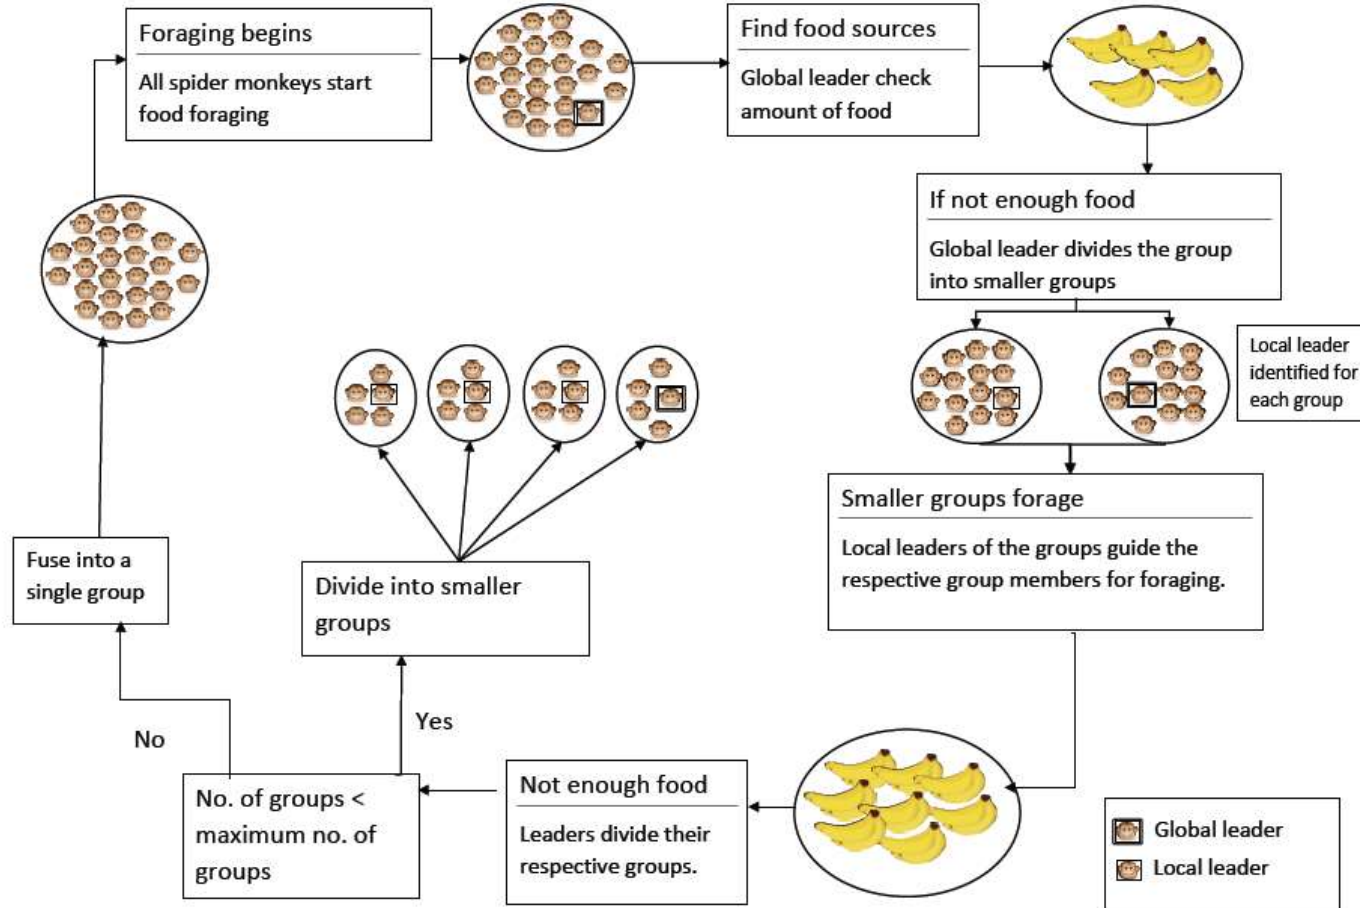 Foraging begins
All spider monkeys start
food foraging
Find food sources
Global leader check
amount of food
If not enough food
Global leader divides the group
into smaller groups
Local leader
identified for
each group
Smaller groups forage
Local leaders of the groups guide the
respective group members for foraging.
Not enough food
Leaders divide their
respective groups.
No. of groups <
maximum no. of
groups
Yes
Divide into smaller
groups
No
Fuse into a
single group
Global leader
Local leader